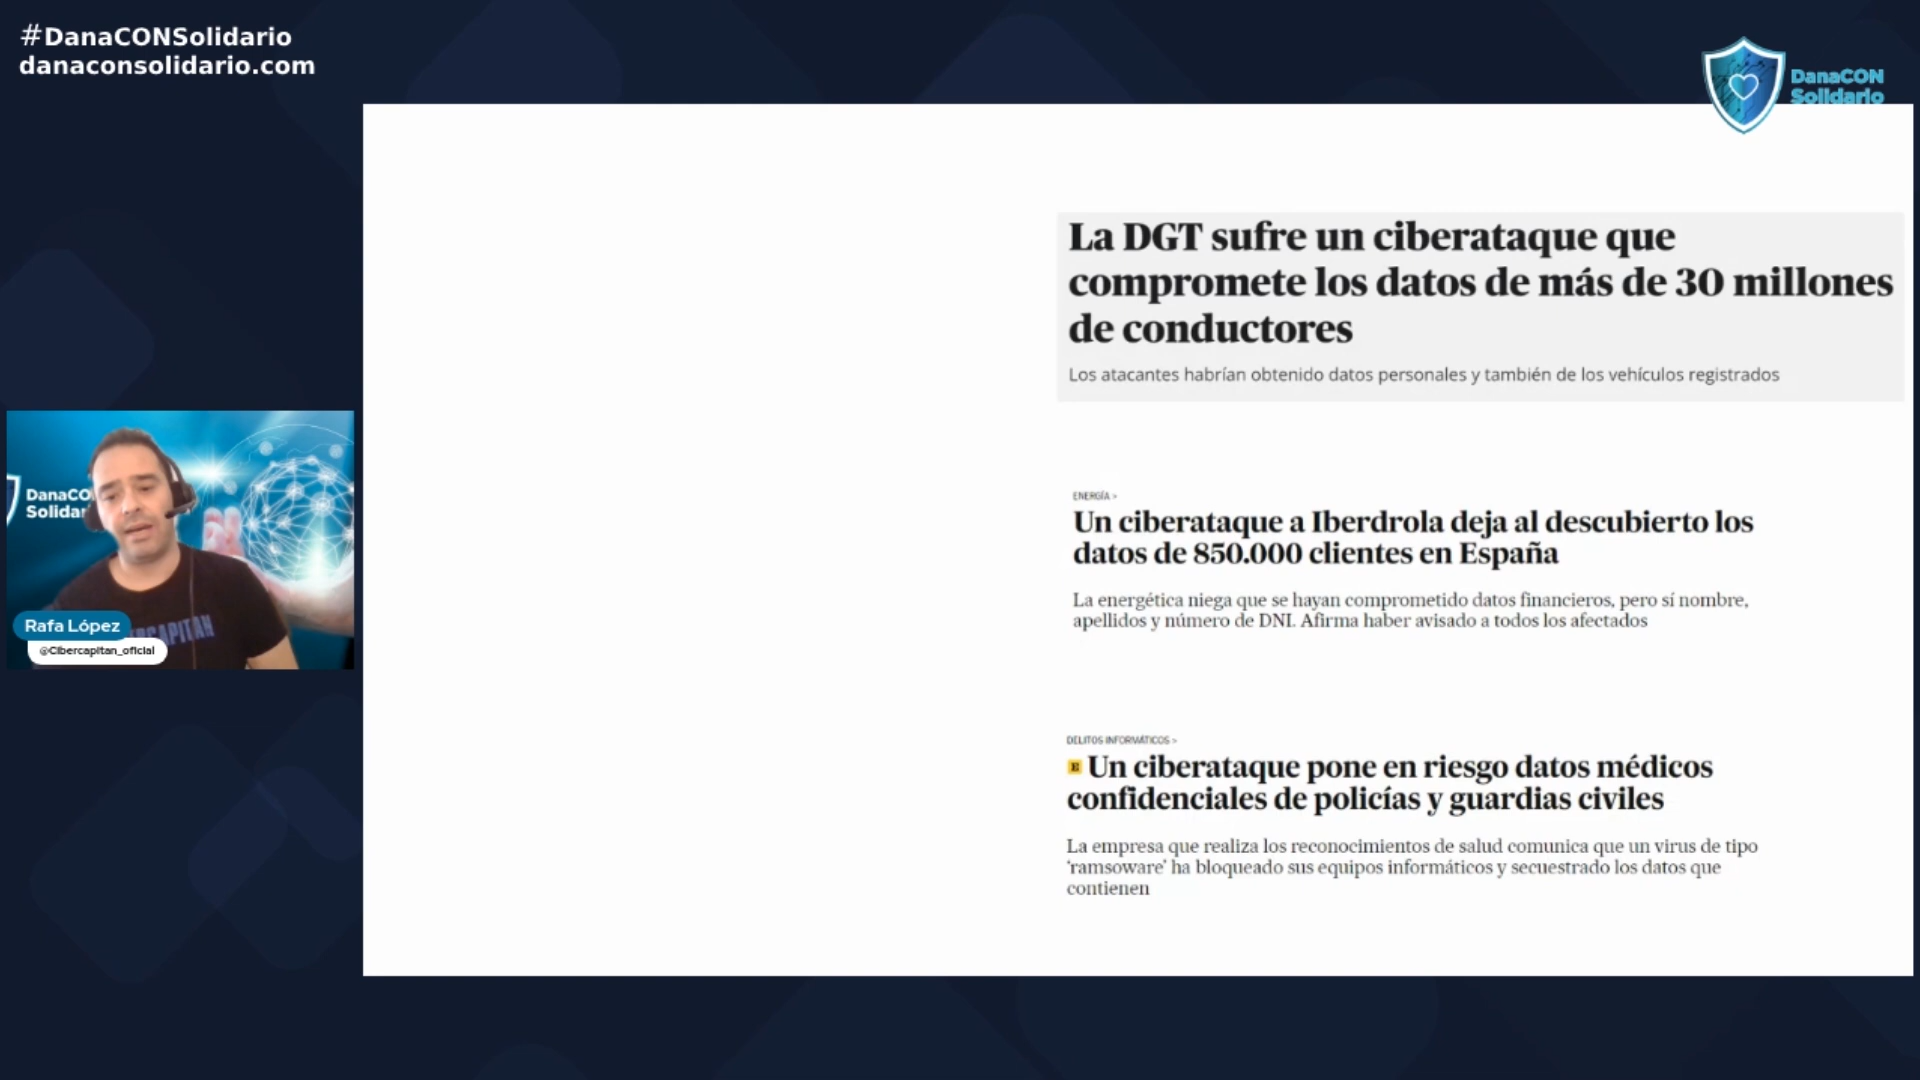 #DanaCONSolidario
danaconsolidario.com
DanaCON
Solidario
La DGT sufre un ciberataque que
compromete los datos de más de 30 millones
de conductores
Los atacantes habrían obtenido datos personales y también de los vehículos registrados
ENERGÍA >
Un ciberataque a Iberdrola deja al descubierto los
datos de 850.000 clientes en España
La energética niega que se hayan comprometido datos financieros, pero sí nombre,
apellidos y número de DNI. Afirma haber avisado a todos los afectados
DELITOS INFORMÁTICOS >
E Un ciberataque pone en riesgo datos médicos
confidenciales de policías y guardias civiles
La empresa que realiza los reconocimientos de salud comunica que un virus de tipo
‘ramsoware’ ha bloqueado sus equipos informáticos y secuestrado los datos que
contienen
DanaCO
Solidar
ERCAPITAN
Rafa López
@Cibercapitan_oficial